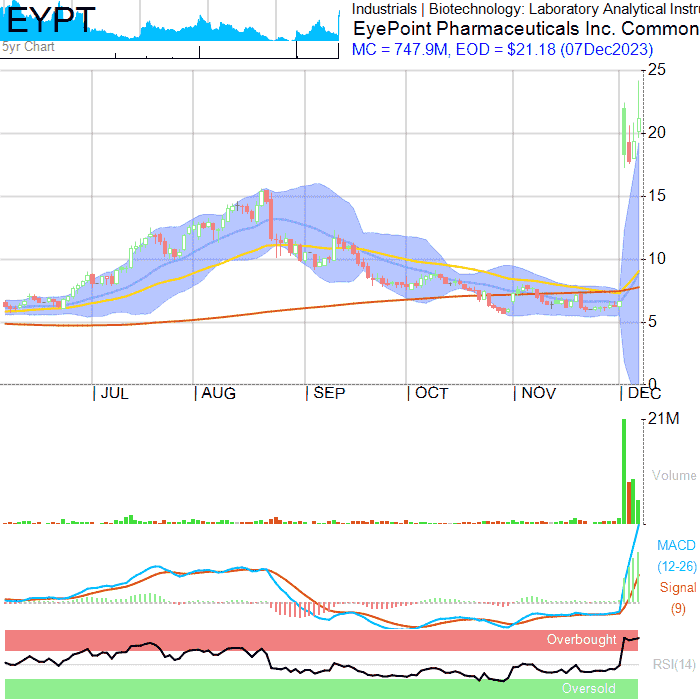 EYPT
5yr Chart
Industrials | Biotechnology: Laboratory Analytical Instru
EyePoint Pharmaceuticals Inc. Common
MC = 747.9M, EOD = $21.18 (07Dec2023)
25
20
15
10
5
0
JUL AUG SEP OCT NOV DEC
21M
Volume
MACD
(12-26)
Signal
(9)
Overbought
RSI(14)
Oversold